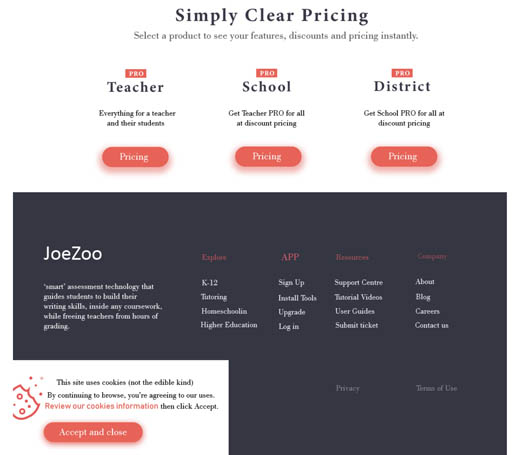 Simply Clear Pricing
Select a product to see your features, discounts and pricing instantly.
PRO
Teacher
Everything for a teacher
and their students
Pricing
PRO
School
Get Teacher PRO for all
at discount pricing
Pricing
PRO
District
Get School PRO for all at
discount pricing
Pricing
JoeZoo
'smart' assessment technology that
guides students to build their
writing skills, inside any coursework,
while freeing teachers from hours of
grading.
Explore
K-12
Tutoring
Homeschoolin
Higher Education
APP
Sign Up
Install Tools
Upgrade
Log in
Resources
Support Centre
Tutorial Videos
User Guides
Submit ticket
Company
About
Blog
Careers
Contact us
Privacy
Terms of Use
This site uses cookies (not the edible kind)
By continuing to browse, you're agreeing to our uses.
Review our cookies information then click Accept.
Accept and close